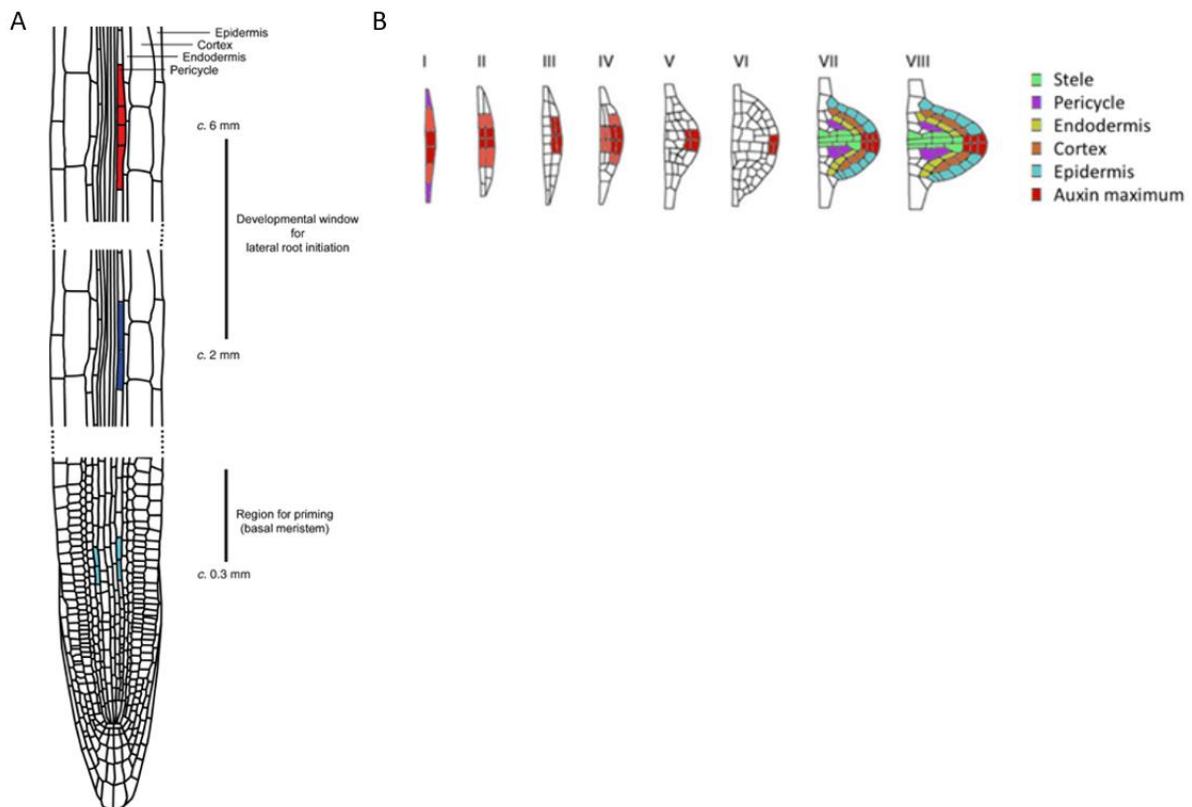 A
Epidermis
Cortex
Endodermis
Pericycle
c. 6 mm
Developmental window
for
lateral root initiation
c. 2 mm
Region for priming
(basal meristem)
c. 0.3 mm
B
I II III IV V VI VII VIII
Stele
Pericycle
Endodermis
Cortex
Epidermis
Auxin maximum